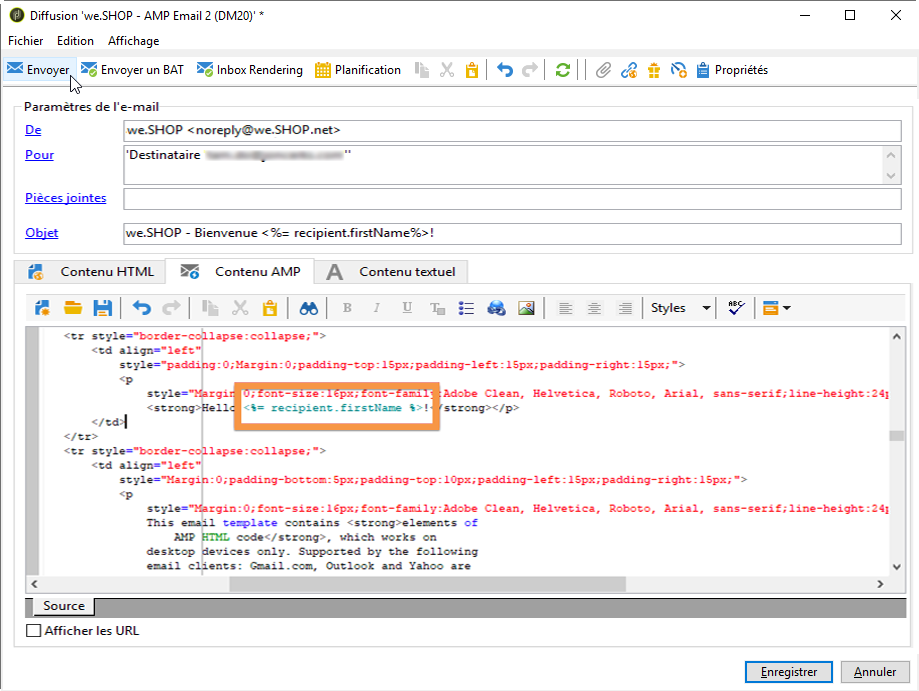 Diffusion 'we.SHOP - AMP Email 2 (DM20)' *
Fichier Edition Affichage
Envoyer Envoyer un BAT Inbox Rendering Planification Propriétés
Paramètres de l'e-mail
De we.SHOP <noreply@we.SHOP.net>
Pour 'Destinataire ''
Pièces jointes
Objet we.SHOP - Bienvenue <%= recipient.firstName%>!
Contenu HTML Contenu AMP A Contenu textuel
B I U T Styles ABC
<tr style="border-collapse:collapse;">
<td align="left"
style="padding:0;Margin:0;padding-top:15px;padding-left:15px;padding-right:15px;">
<p
style="Margin:0;font-size:16px;font-family:Adobe Clean, Helvetica, Roboto, Arial, sans-serif;line-height:24p
<strong>Hello <%= recipient.firstName %>!</strong></p>
</td>
</tr>
<tr style="border-collapse:collapse;">
<td align="left"
style="Margin:0;padding-bottom:5px;padding-top:10px;padding-left:15px;padding-right:15px;">
<p
style="Margin:0;font-size:16px;font-family:Adobe Clean, Helvetica, Roboto, Arial, sans-serif;line-height:24p
This email template contains <strong>elements of
AMP HTML code</strong>, which works on
desktop devices only. Supported by the following
email clients: Gmail.com, Outlook and Yahoo are
Source
Afficher les URL
Enregistrer Annuler